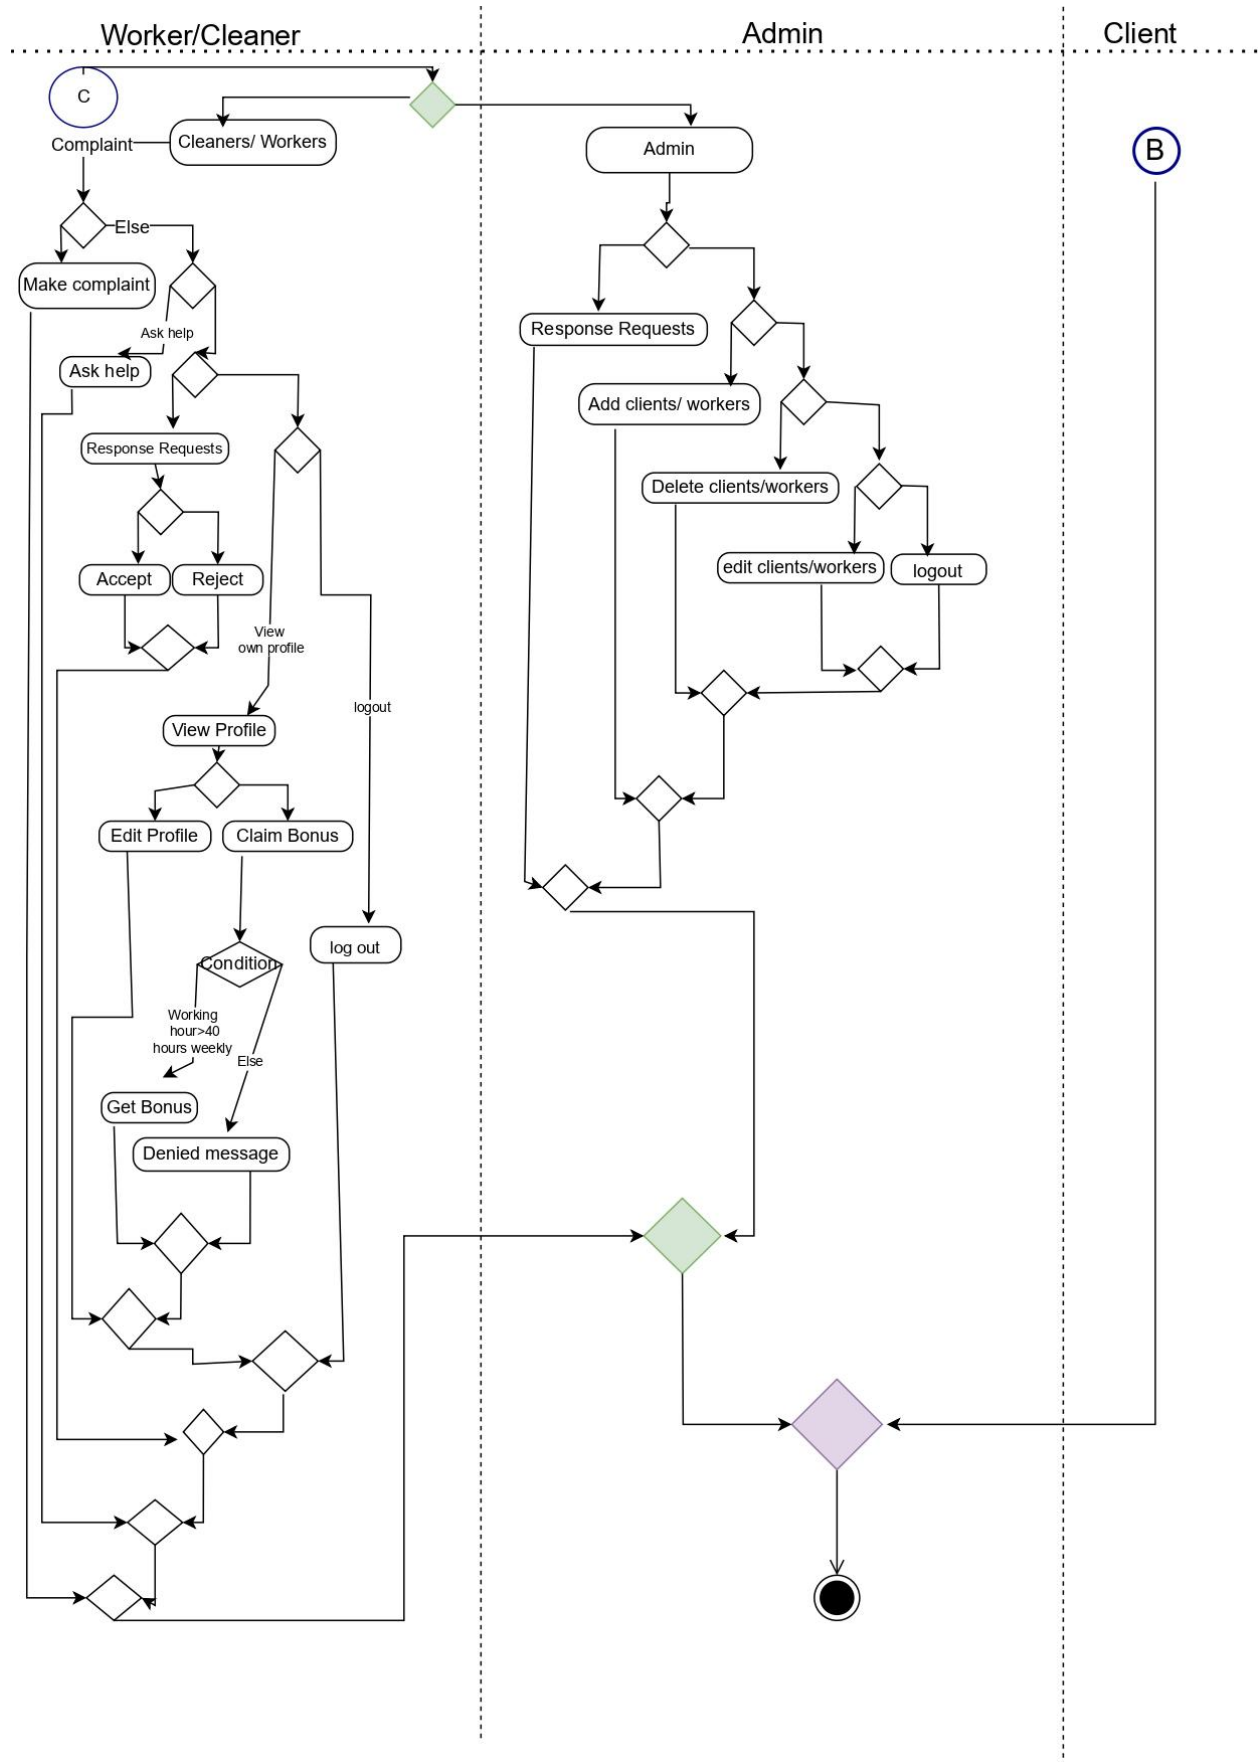 Worker/Cleaner
Admin
Client
C
Complaint
Cleaners/ Workers
Admin
B
Else
Make complaint
Ask help
Ask help
Response Requests
Accept
Reject
View
own profile
logout
View Profile
Edit Profile
Claim Bonus
log out
Condition
Working
hour>40
hours weekly
Else
Get Bonus
Denied message
Response Requests
Add clients/ workers
Delete clients/workers
edit clients/workers
logout